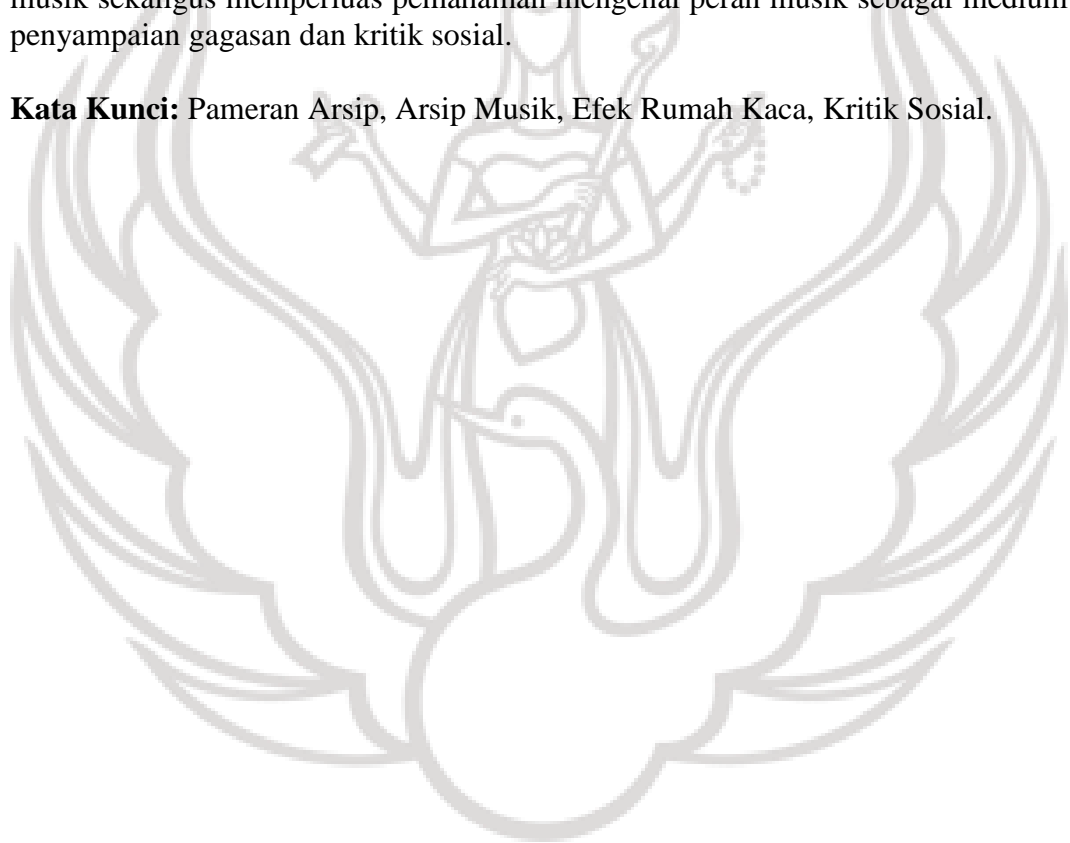 musik sekaligus memperluas pemahaman mengenai peran musik sebagai medium
penyampaian gagasan dan kritik sosial.
Kata Kunci: Pameran Arsip, Arsip Musik, Efek Rumah Kaca, Kritik Sosial.